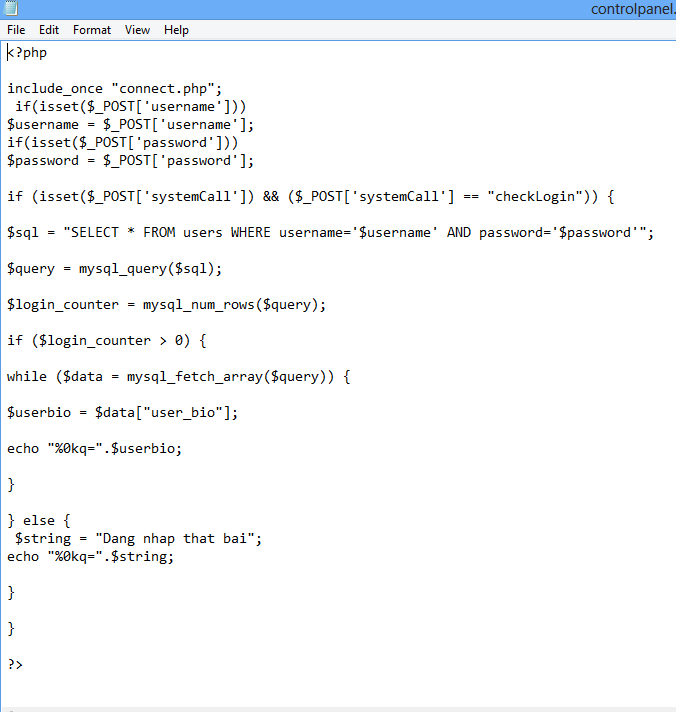 controlpanel.
File Edit Format View Help
<?php
include_once "connect.php";
if(isset($_POST['username']))
$username = $_POST['username'];
if(isset($_POST['password']))
$password = $_POST['password'];
if (isset($_POST['systemCall']) && ($_POST['systemCall'] == "checkLogin")) {
$sql = "SELECT * FROM users WHERE username='$username' AND password='$password'";
$query = mysql_query($sql);
$login_counter = mysql_num_rows($query);
if ($login_counter > 0) {
while ($data = mysql_fetch_array($query)) {
$userbio = $data["user_bio"];
echo "%0kq=".$userbio;
}
} else {
$string = "Dang nhap that bai";
echo "%0kq=".$string;
}
}
?>